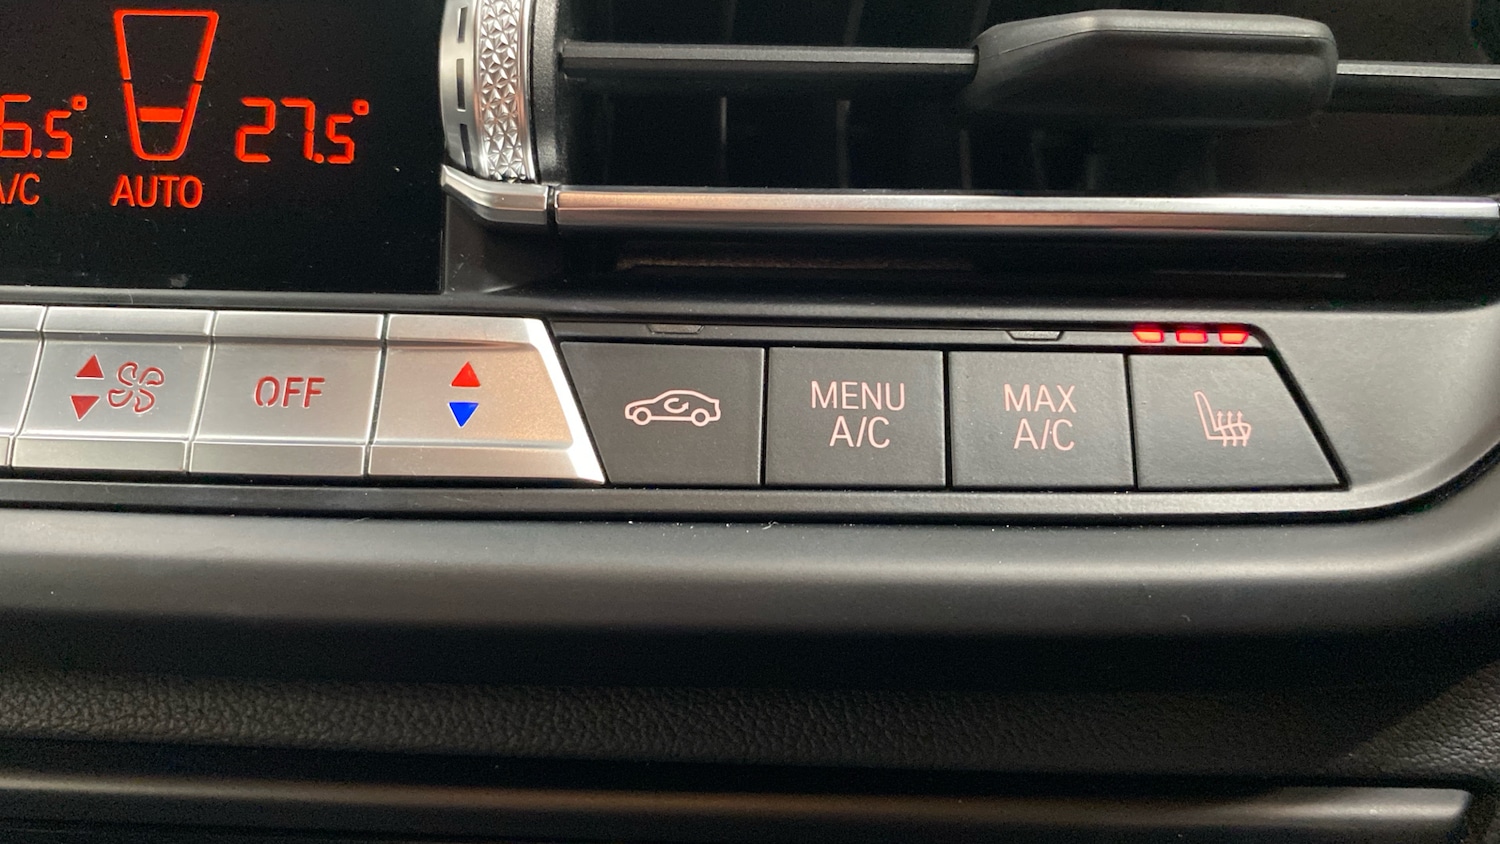 6.5° 27.5°
A/C AUTO
OFF
MENU
A/C
MAX
A/C